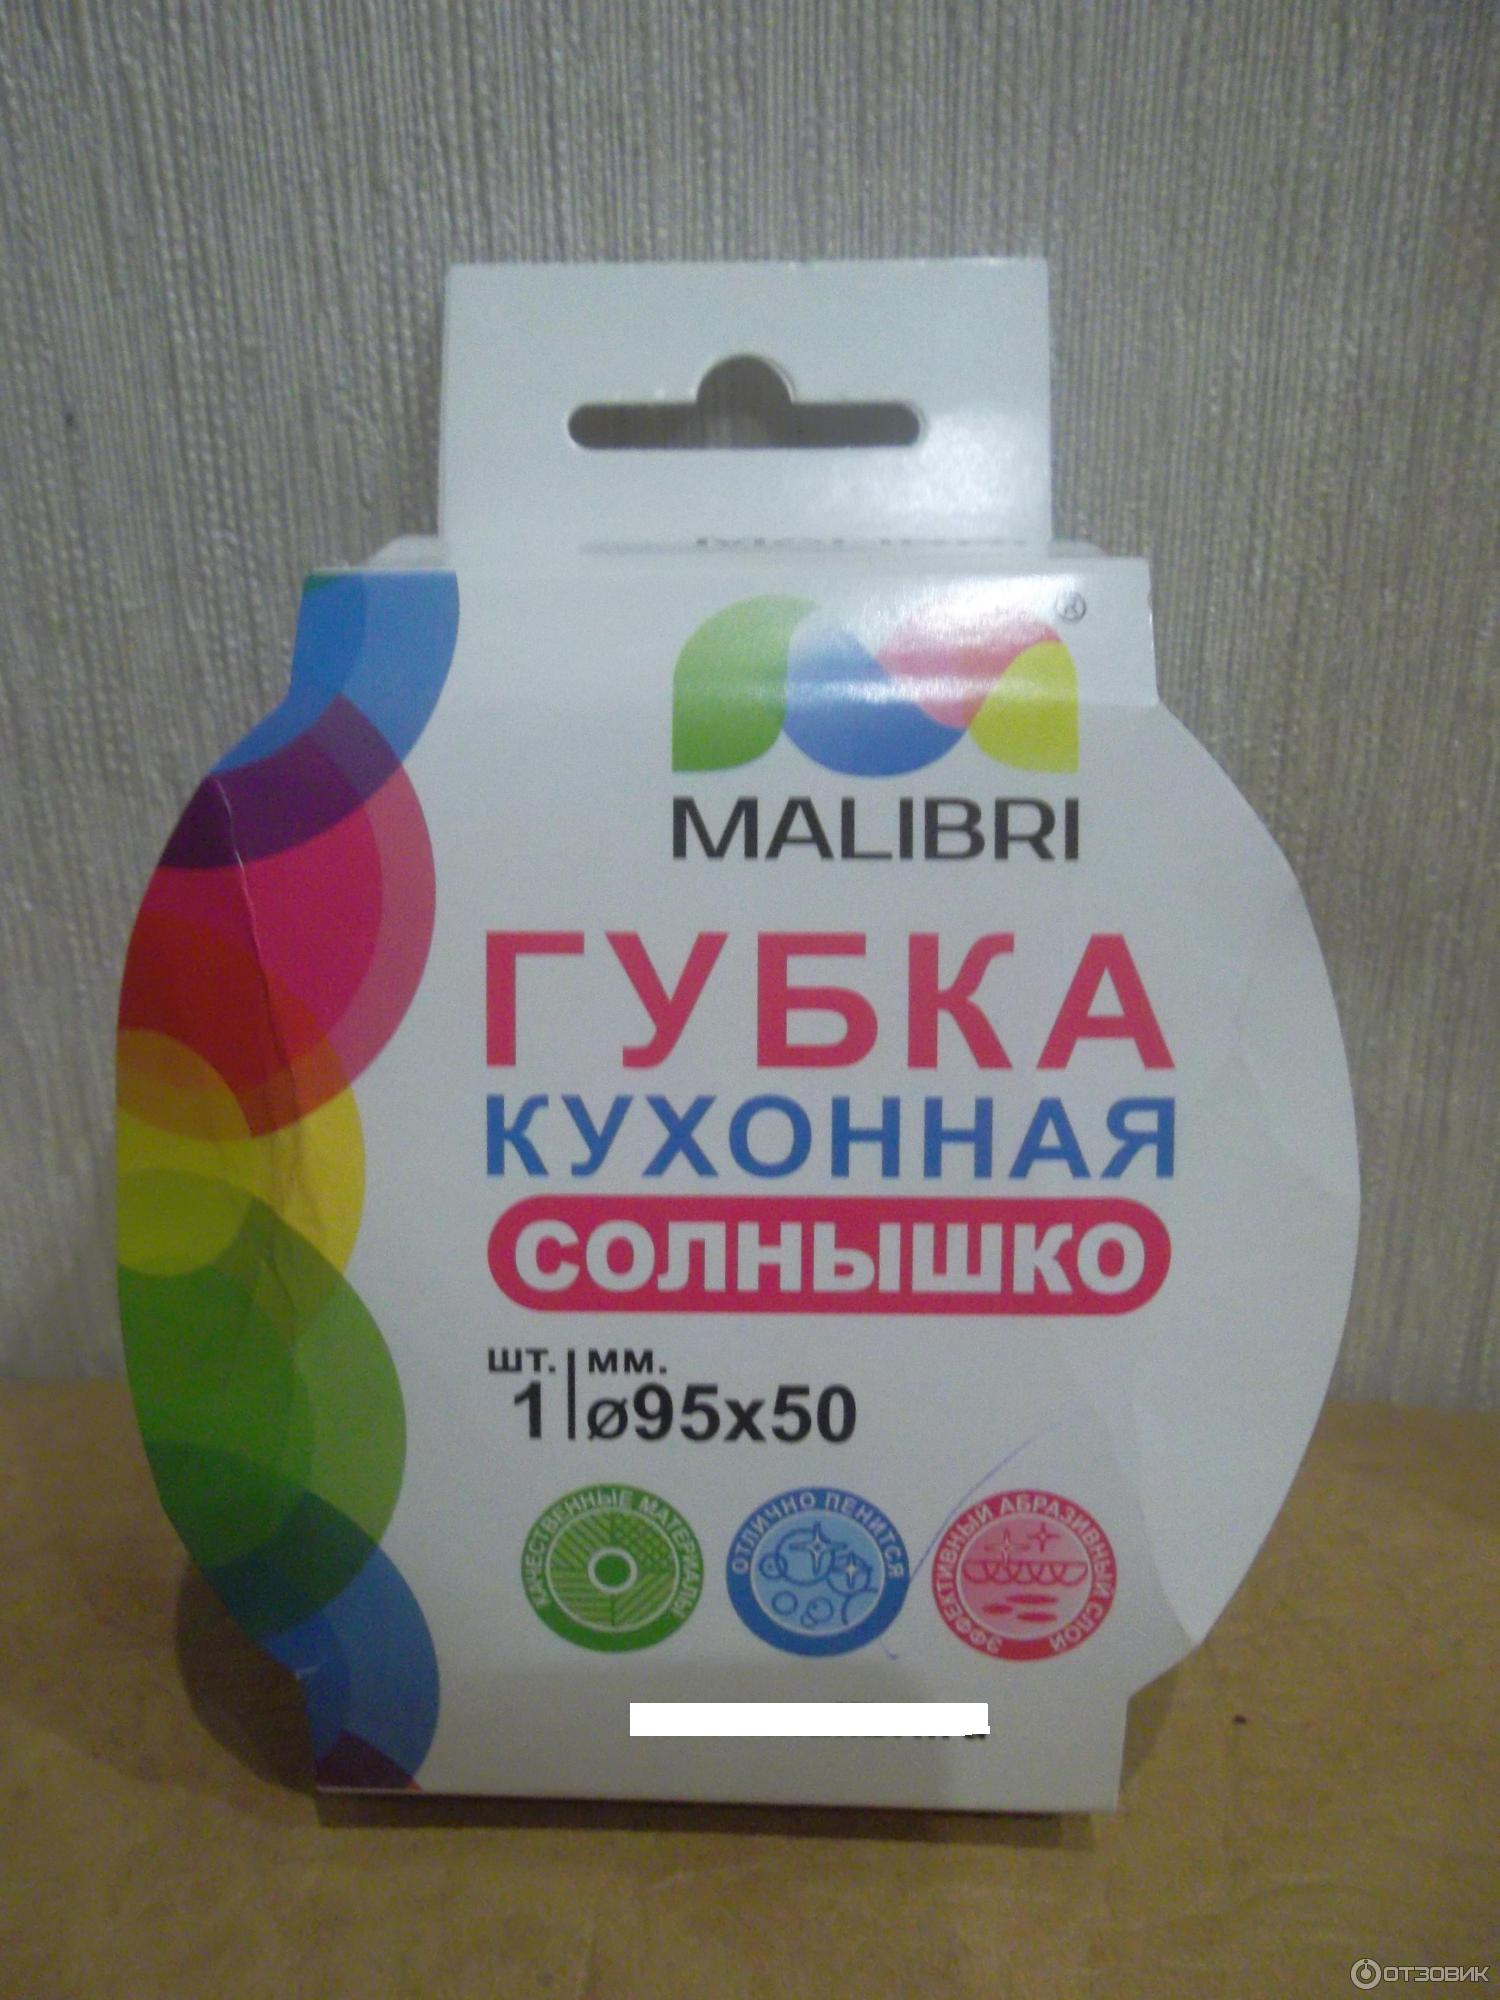 ®
MALIBRI
ГУБКА
КУХОННАЯ
СОЛНЫШКО
шт. мм.
1 ø95x50
КАЧЕСТВЕННЫЕ МАТЕРИАЛЫ
ОТЛИЧНО ПЕНИТСЯ
ЭФФЕКТИВНЫЙ АБРАЗИВНЫЙ СЛОЙ
ОТЗОВИК